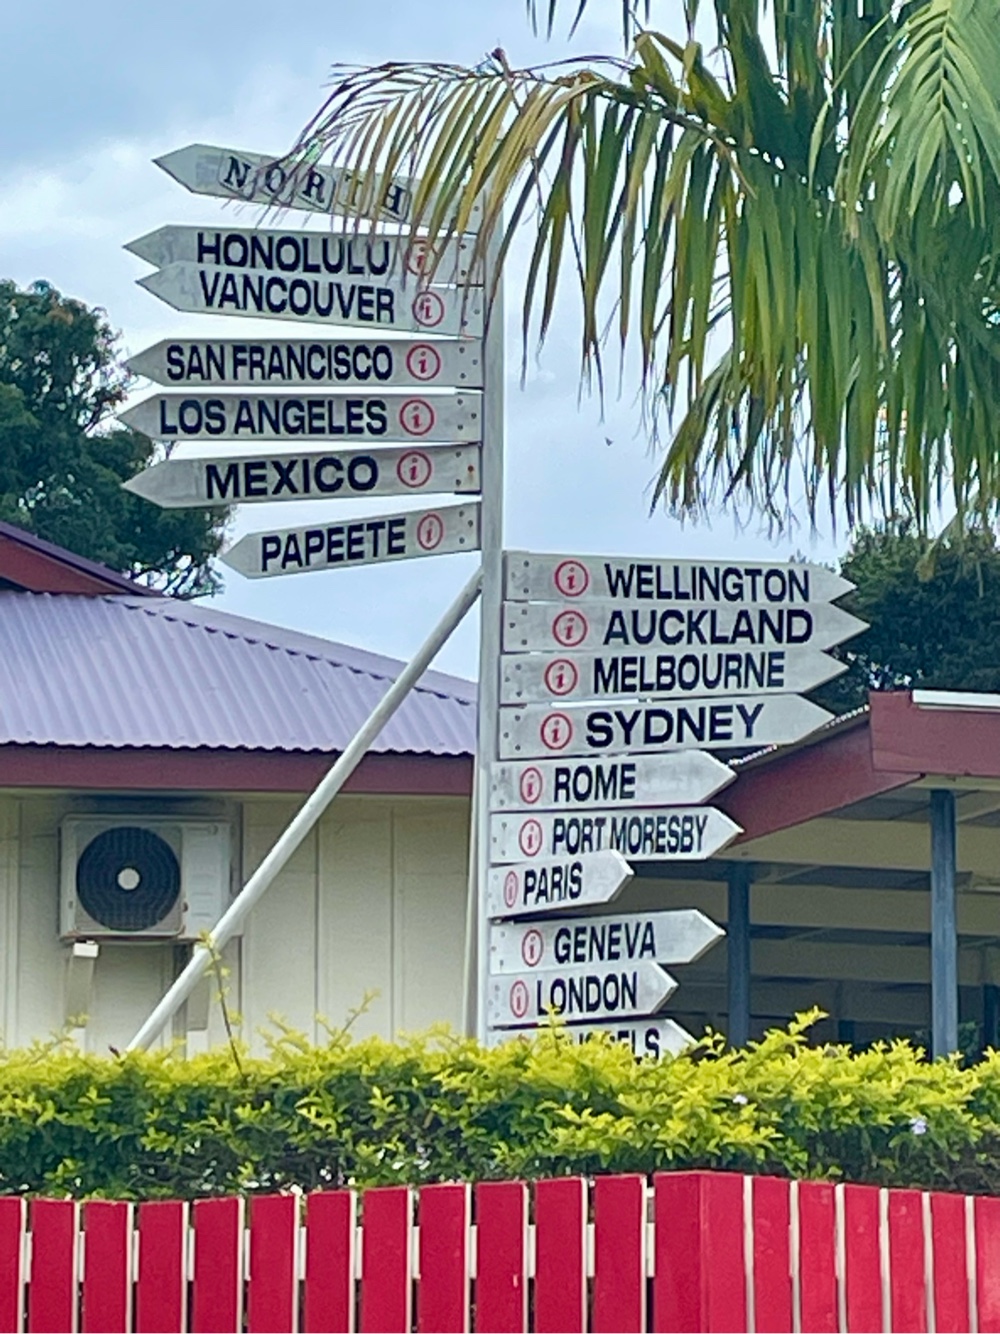 NORTH
HONOLULU i
VANCOUVER i
SAN FRANCISCO i
LOS ANGELES i
MEXICO i
PAPEETE i
i WELLINGTON
i AUCKLAND
i MELBOURNE
i SYDNEY
i ROME
i PORT MORESBY
i PARIS
i GENEVA
i LONDON